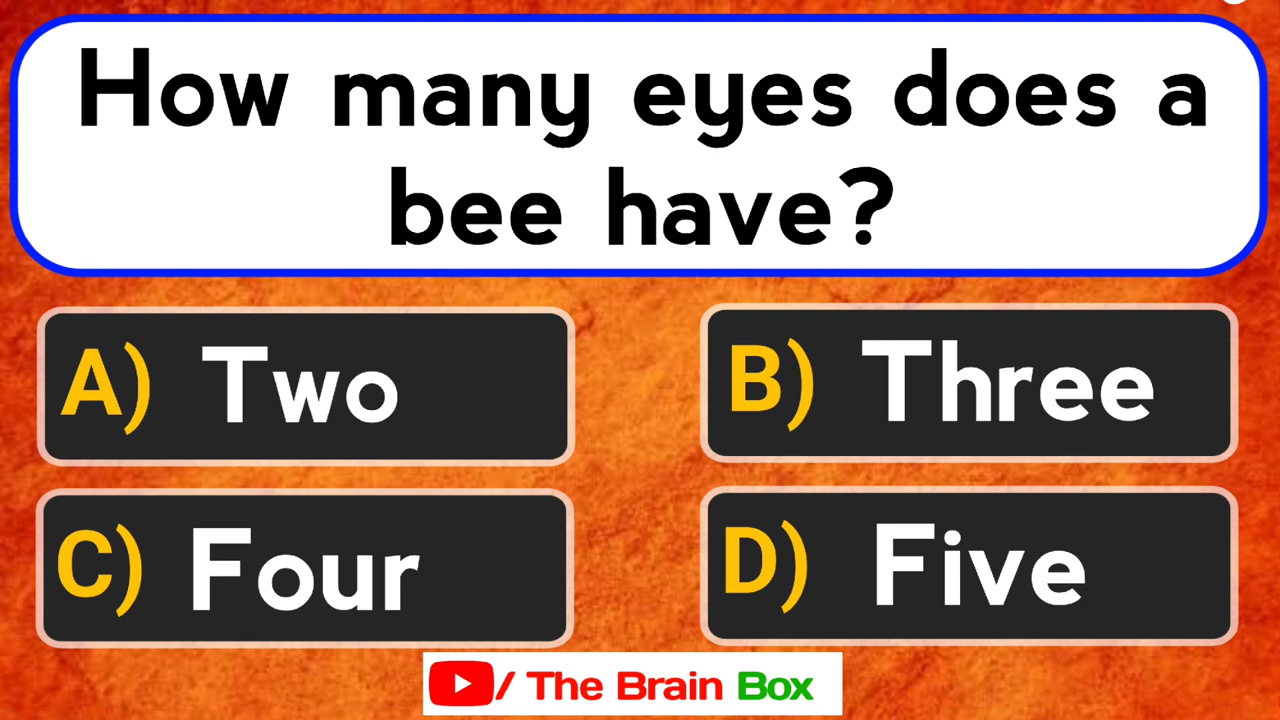 How many eyes does a
bee have?
A) Two
B) Three
C) Four
D) Five
/ The Brain Box